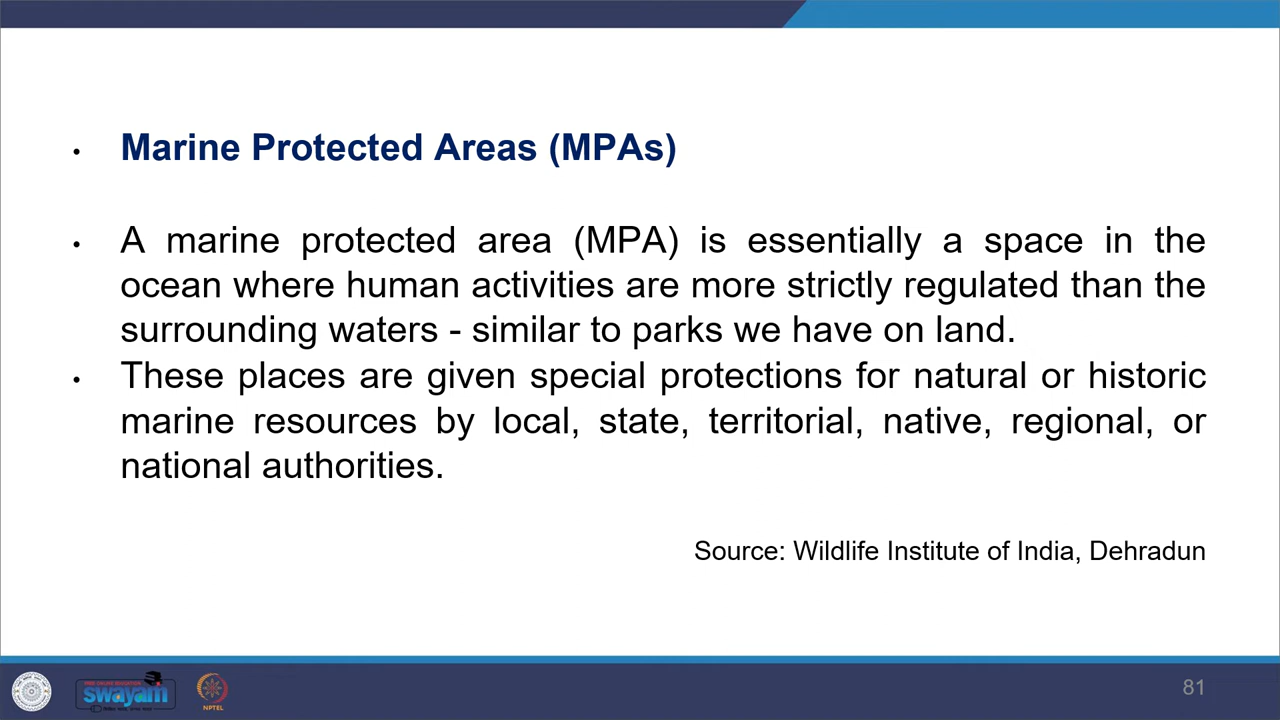 • Marine Protected Areas (MPAs)
• A marine protected area (MPA) is essentially a space in the
ocean where human activities are more strictly regulated than the
surrounding waters - similar to parks we have on land.
• These places are given special protections for natural or historic
marine resources by local, state, territorial, native, regional, or
national authorities.
Source: Wildlife Institute of India, Dehradun
swayam
NPTEL
81